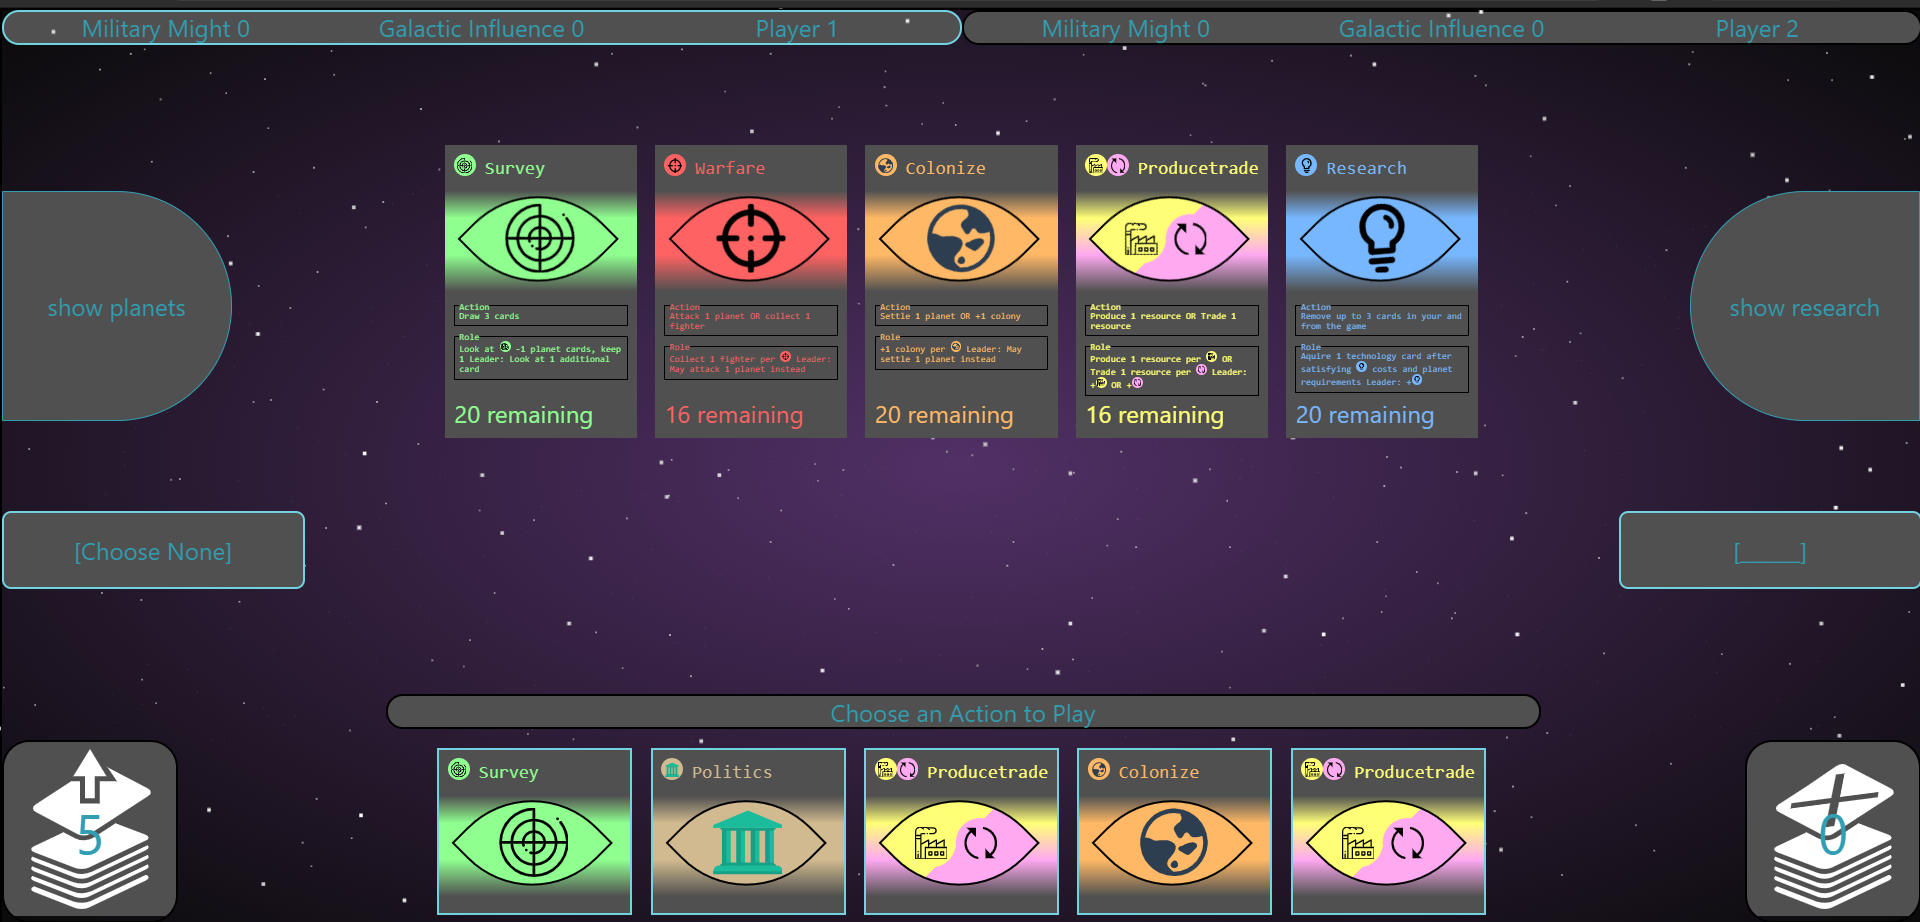 Military Might 0 Galactic Influence 0 Player 1 Military Might 0 Galactic Influence 0 Player 2
Survey
Action
Draw 3 cards
Role
Look at -1 planet cards, keep
1 Leader: Look at 1 additional
card
20 remaining
Warfare
Action
Attack 1 planet OR collect 1
fighter
Role
Collect 1 fighter per Leader:
May attack 1 planet instead
16 remaining
Colonize
Action
Settle 1 planet OR +1 colony
Role
+1 colony per Leader: May
settle 1 planet instead
20 remaining
Producetrade
Action
Produce 1 resource OR Trade 1
resource
Role
Produce 1 resource per OR
Trade 1 resource per Leader:
+ OR +
16 remaining
Research
Action
Remove up to 3 cards in your and
from the game
Role
Aquire 1 technology card after
satisfying costs and planet
requirements Leader: +
20 remaining
show planets
show research
[Choose None]
[_____]
Choose an Action to Play
5
Survey
Politics
Producetrade
Colonize
Producetrade
0